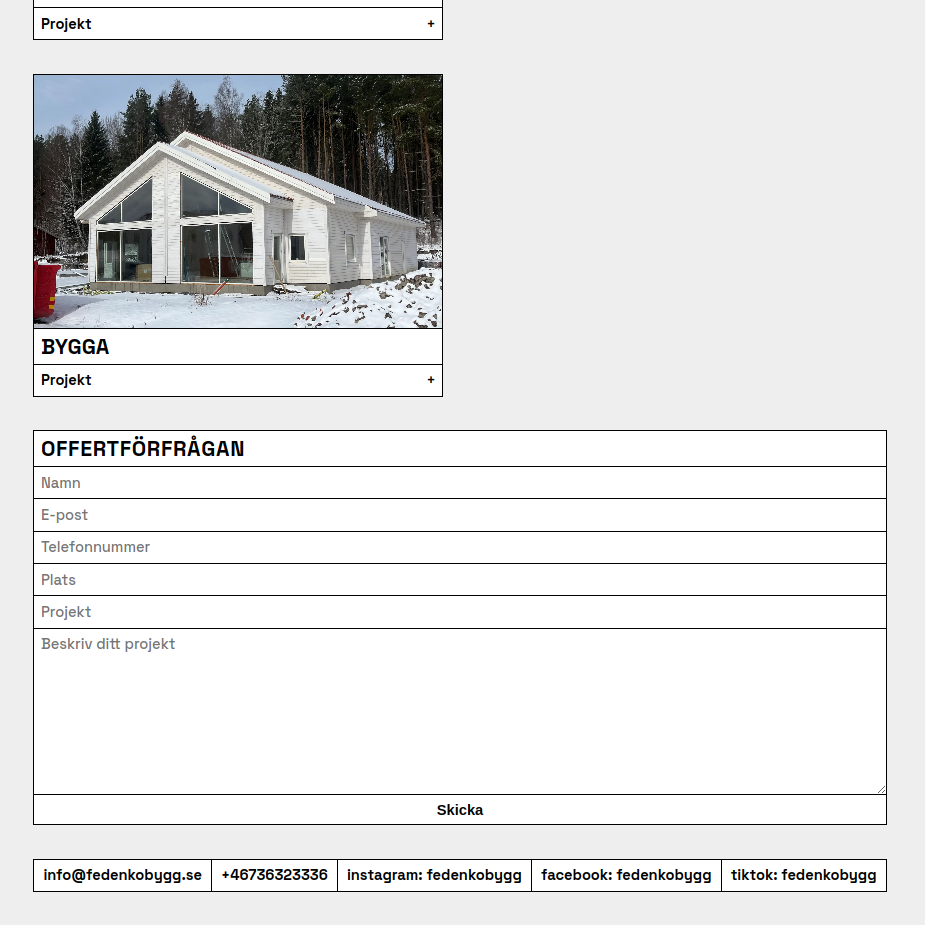 Projekt +
BYGGA
Projekt +
OFFERTFÖRFRÅGAN
Namn
E-post
Telefonnummer
Plats
Projekt
Beskriv ditt projekt
Skicka
info@fedenkobygg.se +46736323336 instagram: fedenkobygg facebook: fedenkobygg tiktok: fedenkobygg